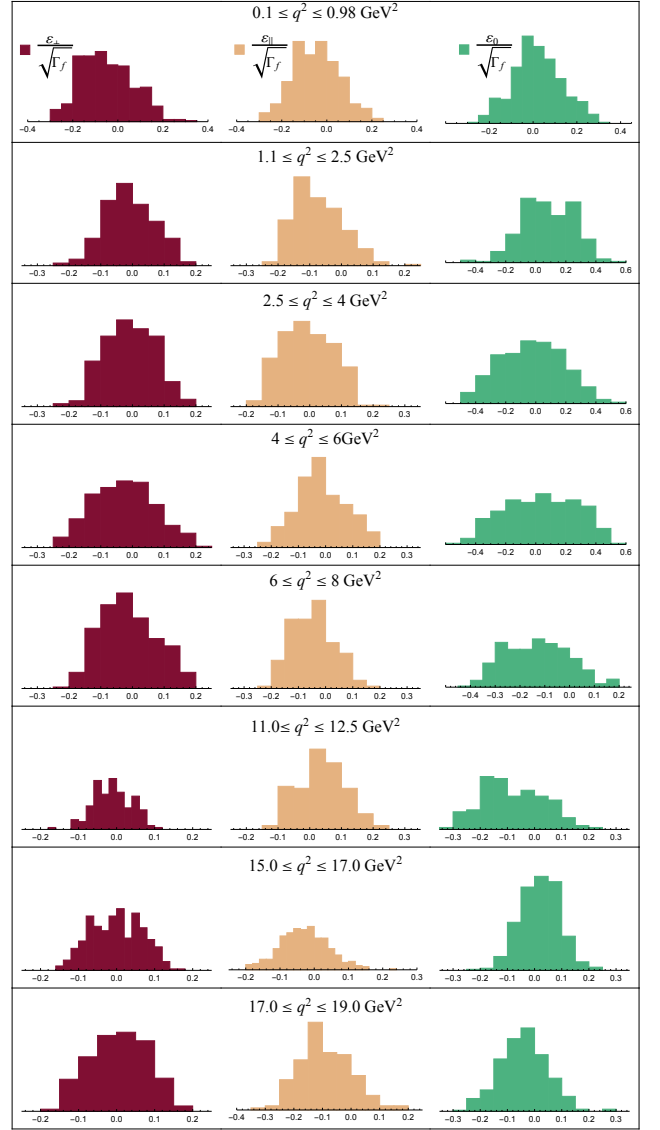 0.1 ≤ q² ≤ 0.98 GeV²
ε⊥/√Γf ε||/√Γf ε0/√Γf
−0.4 −0.2 0.0 0.2 0.4 −0.4 −0.2 0.0 0.2 0.4 −0.2 0.0 0.2 0.4
1.1 ≤ q² ≤ 2.5 GeV²
−0.3 −0.2 −0.1 0.0 0.1 0.2 −0.3 −0.2 −0.1 0.0 0.1 0.2 −0.4 −0.2 0.0 0.2 0.4 0.6
2.5 ≤ q² ≤ 4 GeV²
−0.3 −0.2 −0.1 0.0 0.1 0.2 −0.2 −0.1 0.0 0.1 0.2 0.3 −0.4 −0.2 0.0 0.2 0.4 0.6
4 ≤ q² ≤ 6GeV²
−0.3 −0.2 −0.1 0.0 0.1 0.2 −0.3 −0.2 −0.1 0.0 0.1 0.2 0.3 −0.4 −0.2 0.0 0.2 0.4 0.6
6 ≤ q² ≤ 8 GeV²
−0.3 −0.2 −0.1 0.0 0.1 0.2 −0.3 −0.2 −0.1 0.0 0.1 0.2 0.3 −0.4 −0.3 −0.2 −0.1 0.0 0.1 0.2
11.0≤ q² ≤ 12.5 GeV²
−0.2 −0.1 0.0 0.1 0.2 −0.2 −0.1 0.0 0.1 0.2 0.3 −0.3 −0.2 −0.1 0.0 0.1 0.2 0.3
15.0 ≤ q² ≤ 17.0 GeV²
−0.2 −0.1 0.0 0.1 0.2 −0.2 −0.1 0.0 0.1 0.2 0.3 −0.3 −0.2 −0.1 0.0 0.1 0.2 0.3
17.0 ≤ q² ≤ 19.0 GeV²
−0.2 −0.1 0.0 0.1 0.2 −0.4 −0.3 −0.2 −0.1 0.0 0.1 0.2 −0.3 −0.2 −0.1 0.0 0.1 0.2 0.3